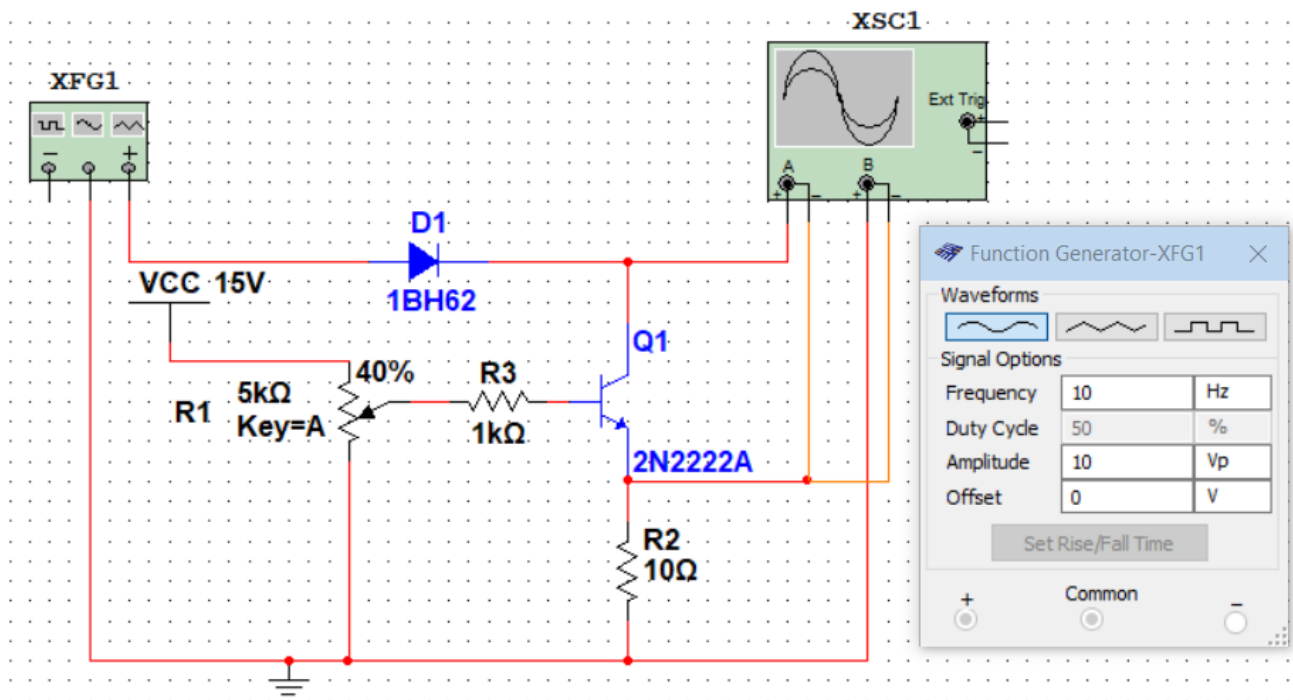 XSC1
XFG1
Ext Trig
+
−
− +
A B
+ − + −
D1
1BH62
VCC 15V
Q1
40%
5kΩ
R1
Key=A
R3
1kΩ
2N2222A
R2
10Ω
Function Generator-XFG1
Waveforms
Signal Options
Frequency 10 Hz
Duty Cycle 50 %
Amplitude 10 Vp
Offset 0 V
Set Rise/Fall Time
+ Common −